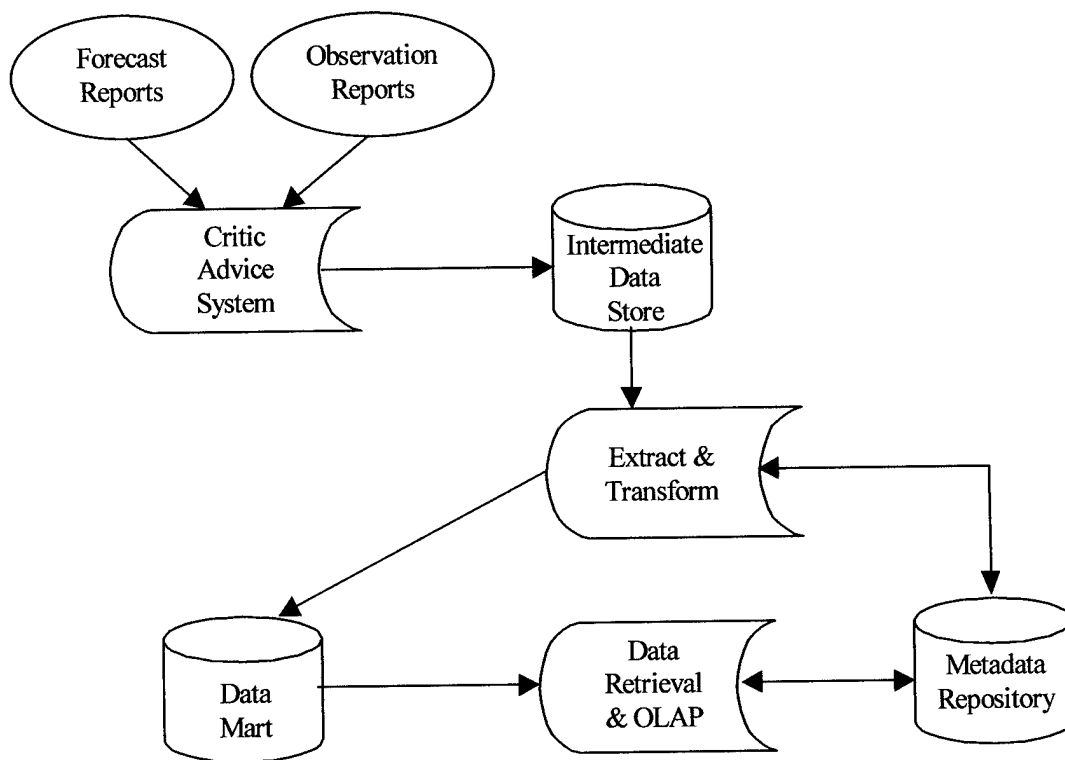 Forecast
Reports
Observation
Reports
Critic
Advice
System
Intermediate
Data
Store
Extract &
Transform
Data
Mart
Data
Retrieval
& OLAP
Metadata
Repository